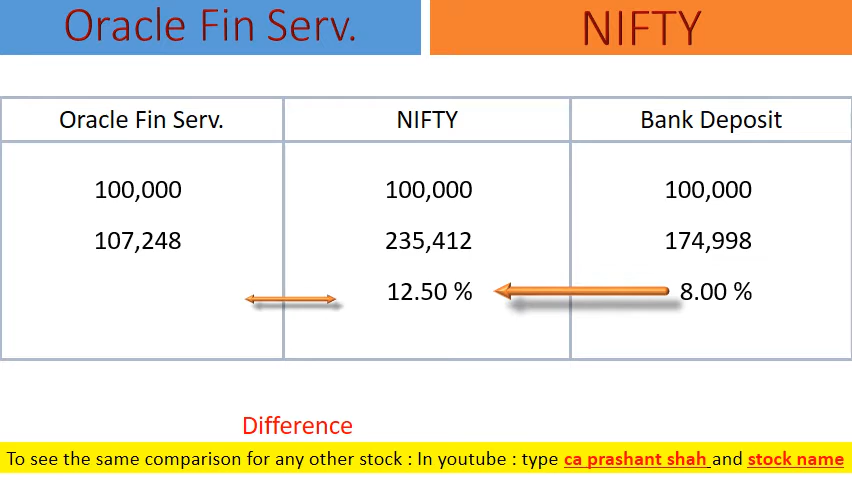 Oracle Fin Serv.
NIFTY
Oracle Fin Serv. NIFTY Bank Deposit
100,000 100,000 100,000
107,248 235,412 174,998
12.50 % 8.00 %
Difference
To see the same comparison for any other stock : In youtube : type ca prashant shah and stock name